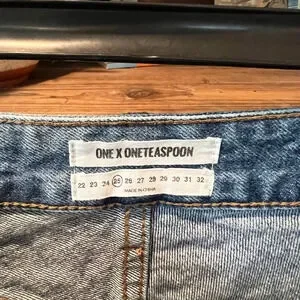 ONE X ONETEASPOON
22 23 24 25 26 27 28 29 30 31 32
MADE IN CHINA